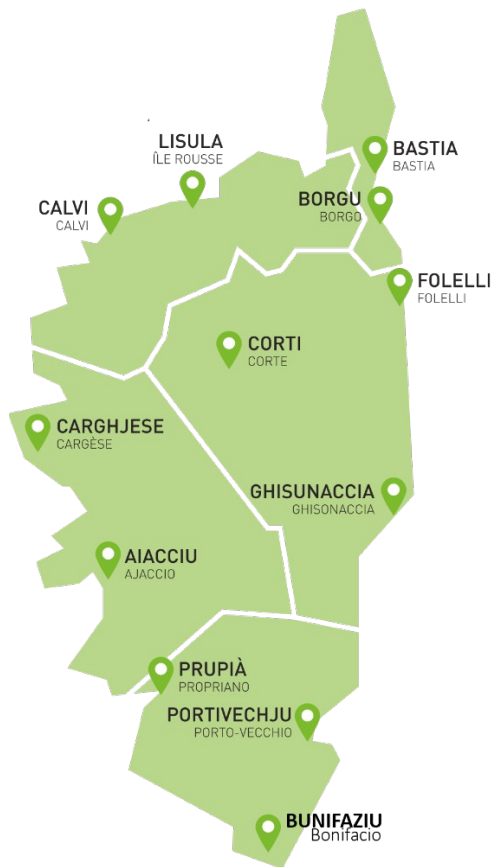 LISULA
ÎLE ROUSSE
BASTIA
BASTIA
CALVI
CALVI
BORGU
BORGO
FOLELLI
FOLELLI
CORTI
CORTE
CARGHJESE
CARGÈSE
GHISUNACCIA
GHISONACCIA
AIACCIU
AJACCIO
PRUPIÀ
PROPRIANO
PORTIVECHJU
PORTO-VECCHIO
BUNIFAZIU
Bonifacio